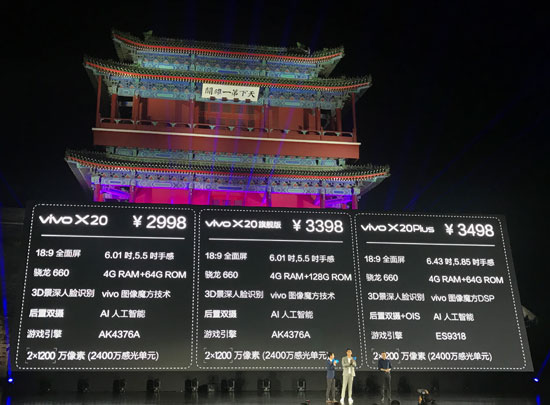 天下第一雄關
vivo X20 ¥ 2998
18:9 全面屏 6.01 吋,5.5 吋手感
骁龙 660 4G RAM+64G ROM
3D景深人脸识别 vivo 图像魔方技术
后置双摄 AI 人工智能
游戏引擎 AK4376A
2×1200 万像素 (2400万感光单元)
vivo X20 旗舰版 ¥ 3398
18:9 全面屏 6.01 吋,5.5 吋手感
骁龙 660 4G RAM+128G ROM
3D景深人脸识别 vivo 图像魔方技术
后置双摄 AI 人工智能
游戏引擎 AK4376A
2×1200 万像素 (2400万感光单元)
vivo X20Plus ¥ 3498
18:9 全面屏 6.43 吋,5.85 吋手感
骁龙 660 4G RAM+64G ROM
3D景深人脸识别 vivo 图像魔方DSP
后置双摄+OIS AI 人工智能
游戏引擎 ES9318
2×1200 万像素 (2400万感光单元)